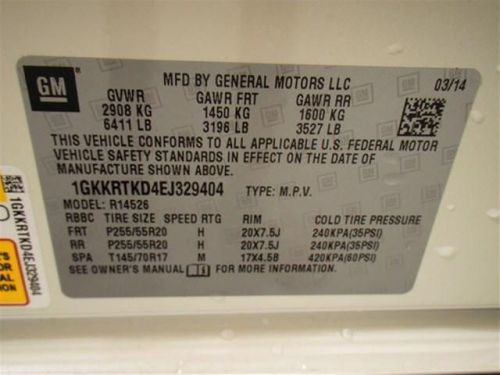 GM
MFD BY GENERAL MOTORS LLC
03/14
GVWR GAWR FRT GAWR RR
2908 KG 1450 KG 1600 KG
6411 LB 3196 LB 3527 LB
THIS VEHICLE CONFORMS TO ALL APPLICABLE U.S. FEDERAL MOTOR
VEHICLE SAFETY STANDARDS IN EFFECT ON THE DATE OF
MANUFACTURE SHOWN ABOVE.
1GKKRTKD4EJ329404 TYPE: M.P.V.
MODEL: R14526
RBBC TIRE SIZE SPEED RTG RIM COLD TIRE PRESSURE
FRT P255/55R20 H 20X7.5J 240KPA(35PSI)
RR P255/55R20 H 20X7.5J 240KPA(35PSI)
SPA T145/70R17 M 17X4.5B 420KPA(60PSI)
SEE OWNER'S MANUAL FOR MORE INFORMATION.
1GKKRTKD4EJ329404